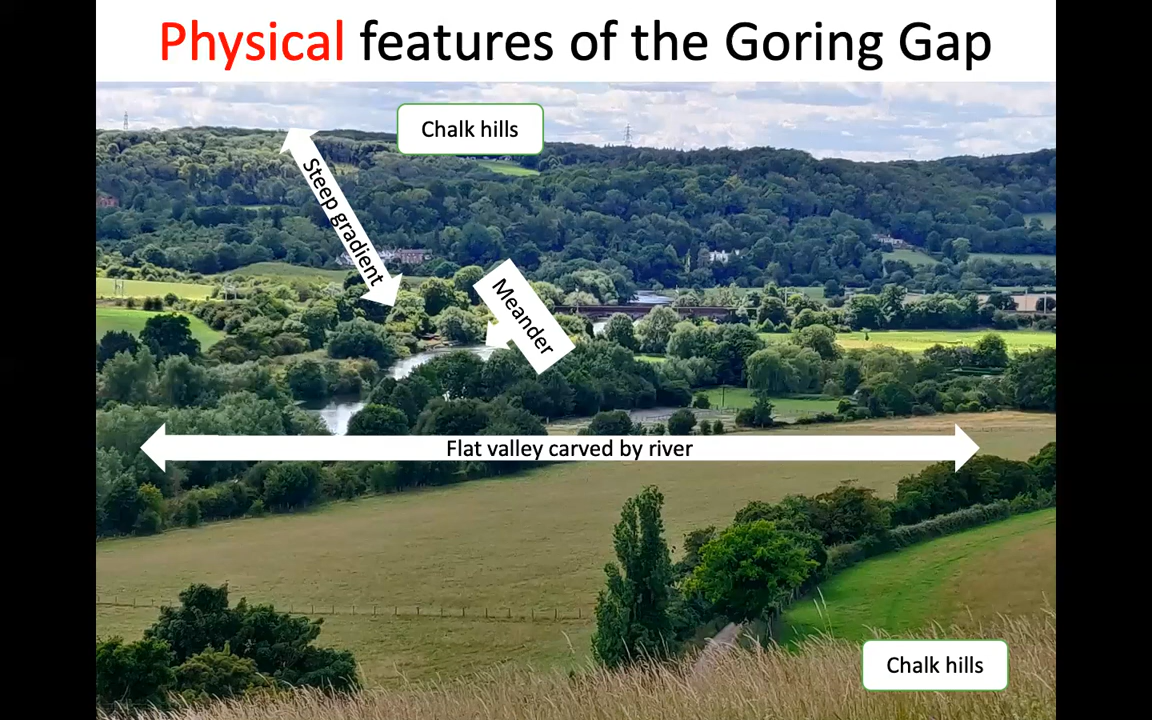 Physical features of the Goring Gap
Chalk hills
Steep gradient
Meander
Flat valley carved by river
Chalk hills